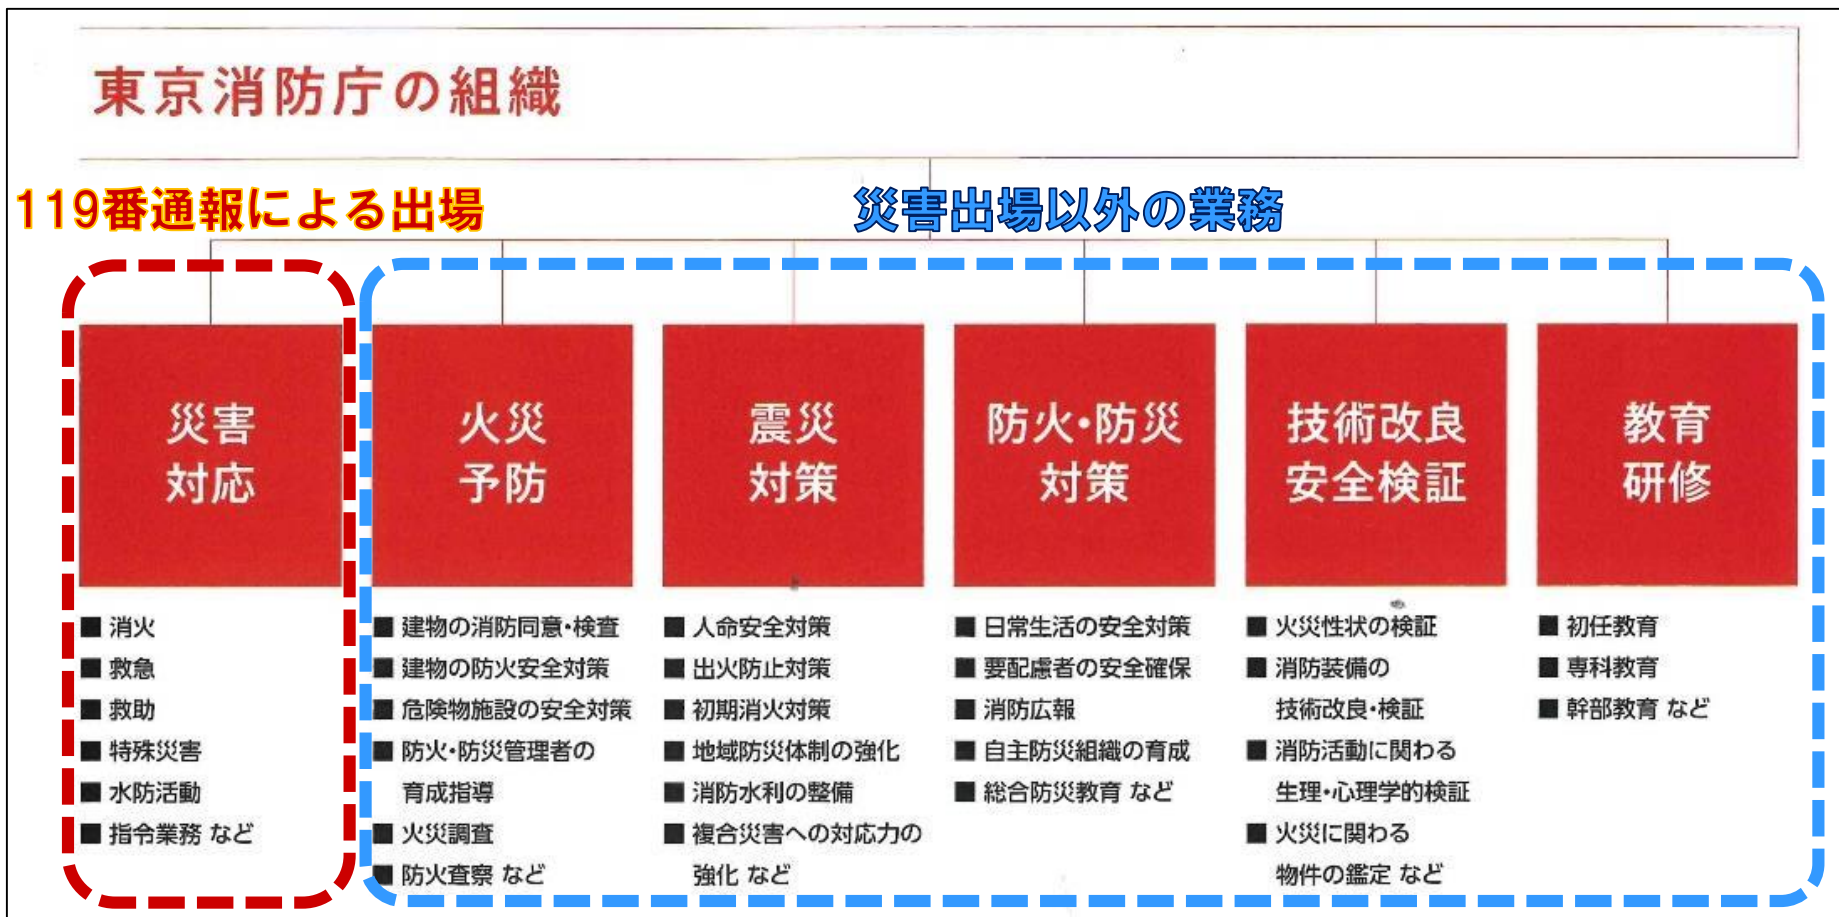 東京消防庁の組織
119番通報による出場
災害出場以外の業務
災害
対応
■ 消火
■ 救急
■ 救助
■ 特殊災害
■ 水防活動
■ 指令業務 など
火災
予防
■ 建物の消防同意・検査
■ 建物の防火安全対策
■ 危険物施設の安全対策
■ 防火・防災管理者の
育成指導
■ 火災調査
■ 防火査察 など
震災
対策
■ 人命安全対策
■ 出火防止対策
■ 初期消火対策
■ 地域防災体制の強化
■ 消防水利の整備
■ 複合災害への対応力の
強化 など
防火・防災
対策
■ 日常生活の安全対策
■ 要配慮者の安全確保
■ 消防広報
■ 自主防災組織の育成
■ 総合防災教育 など
技術改良
安全検証
■ 火災性状の検証
■ 消防装備の
技術改良・検証
■ 消防活動に関わる
生理・心理学的検証
■ 火災に関わる
物件の鑑定 など
教育
研修
■ 初任教育
■ 専科教育
■ 幹部教育 など